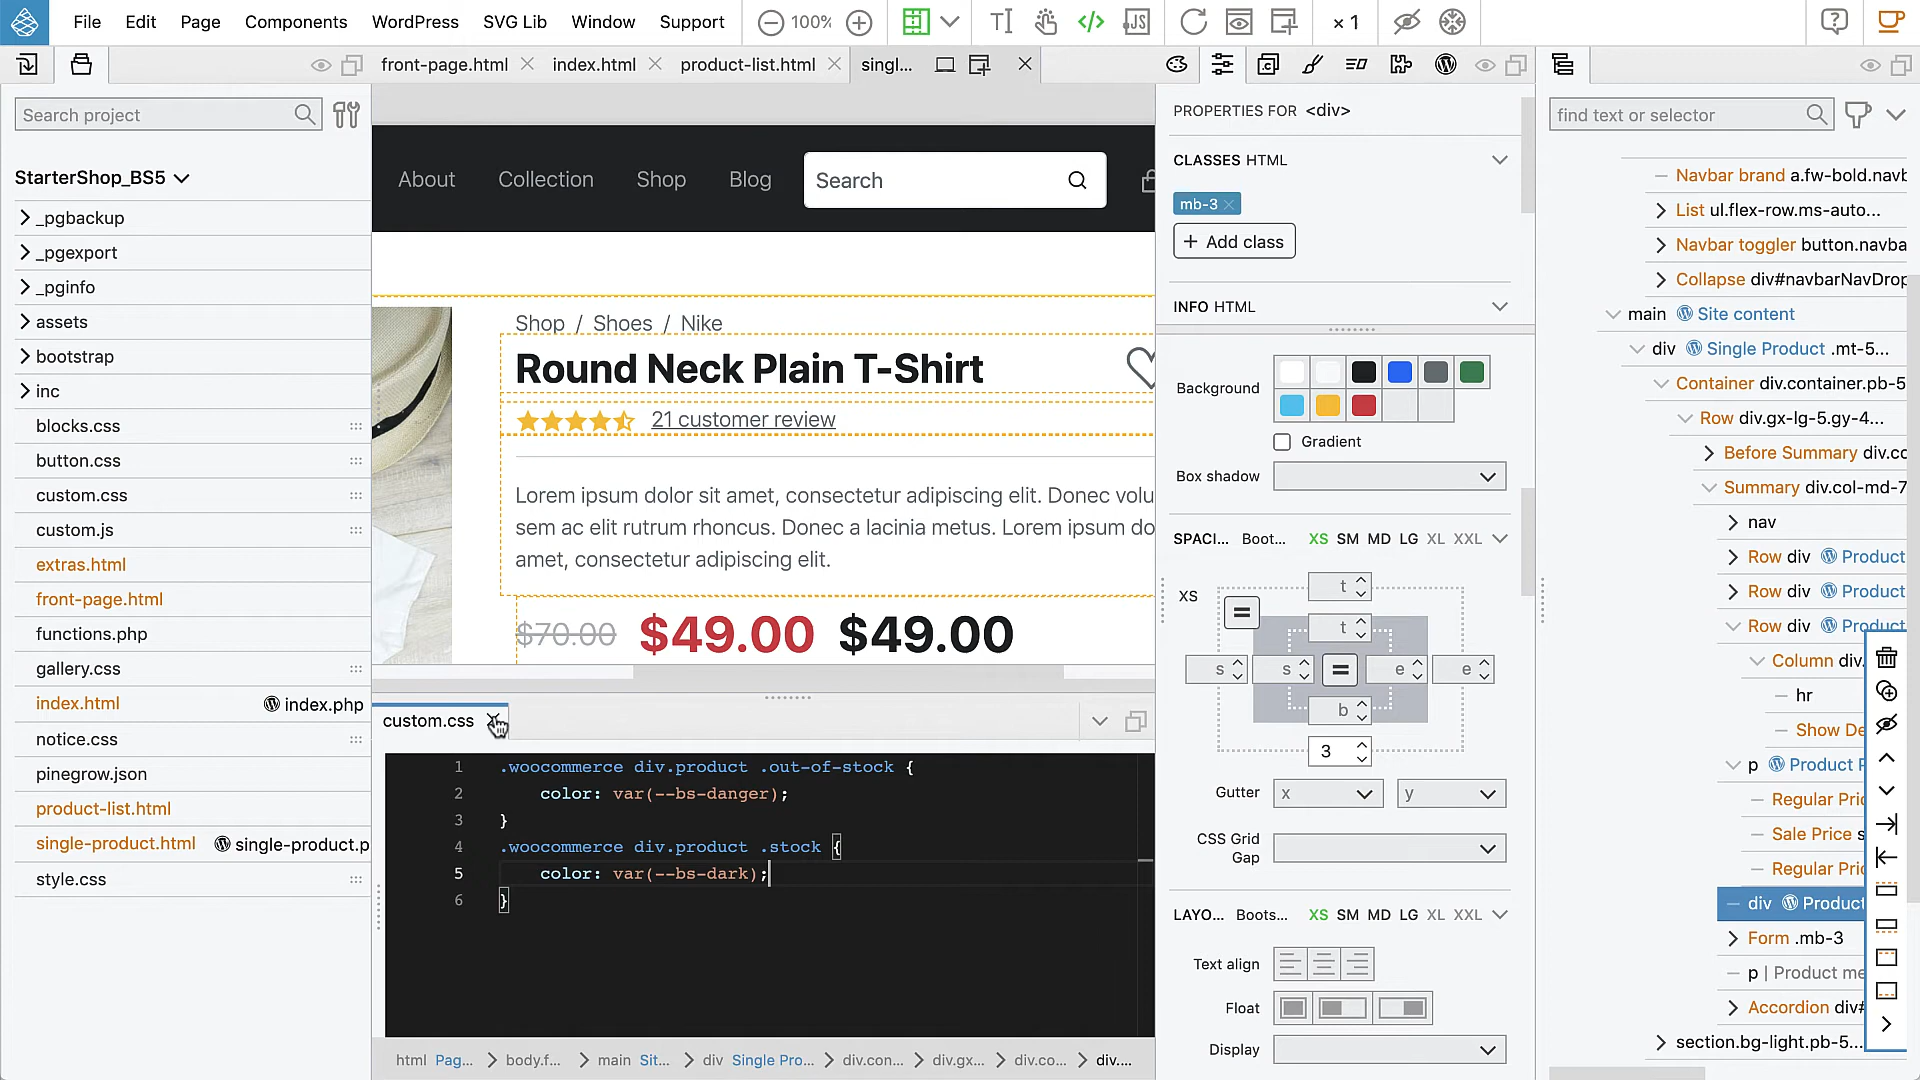 File Edit Page Components WordPress SVG Lib Window Support 100% JS × 1
front-page.html index.html product-list.html singl...
Search project
StarterShop_BS5
_pgbackup
_pgexport
_pginfo
assets
bootstrap
inc
blocks.css
button.css
custom.css
custom.js
extras.html
front-page.html
functions.php
gallery.css
index.html index.php
notice.css
pinegrow.json
product-list.html
single-product.html single-product.p
style.css
About Collection Shop Blog Search
Shop / Shoes / Nike
Round Neck Plain T-Shirt
21 customer review
Lorem ipsum dolor sit amet, consectetur adipiscing elit. Donec volu
sem ac elit rutrum rhoncus. Donec a lacinia metus. Lorem ipsum do
amet, consectetur adipiscing elit.
$70.00 $49.00 $49.00
custom.css
1 .woocommerce div.product .out-of-stock {
2 color: var(--bs-danger);
3 }
4 .woocommerce div.product .stock {
5 color: var(--bs-dark);
6 }
html Pag... body.f... main Sit... div Single Pro... div.con... div.gx... div.co... div....
PROPERTIES FOR <div>
CLASSES HTML
mb-3
+ Add class
INFO HTML
Background
Gradient
Box shadow
SPACI... Boot... XS SM MD LG XL XXL
XS
t
t
s s = e e
b
3
Gutter x y
CSS Grid
Gap
LAYO... Boots... XS SM MD LG XL XXL
Text align
Float
Display
find text or selector
Navbar brand a.fw-bold.navb
List ul.flex-row.ms-auto...
Navbar toggler button.navba
Collapse div#navbarNavDrop
main Site content
div Single Product .mt-5...
Container div.container.pb-5
Row div.gx-lg-5.gy-4...
Before Summary div.co
Summary div.col-md-7
nav
Row div Product
Row div Product
Row div Product
Column div.
hr
Show De
p Product P
Regular Pric
Sale Price s
Regular Pric
div Product
Form .mb-3
p | Product me
Accordion div#
section.bg-light.pb-5...